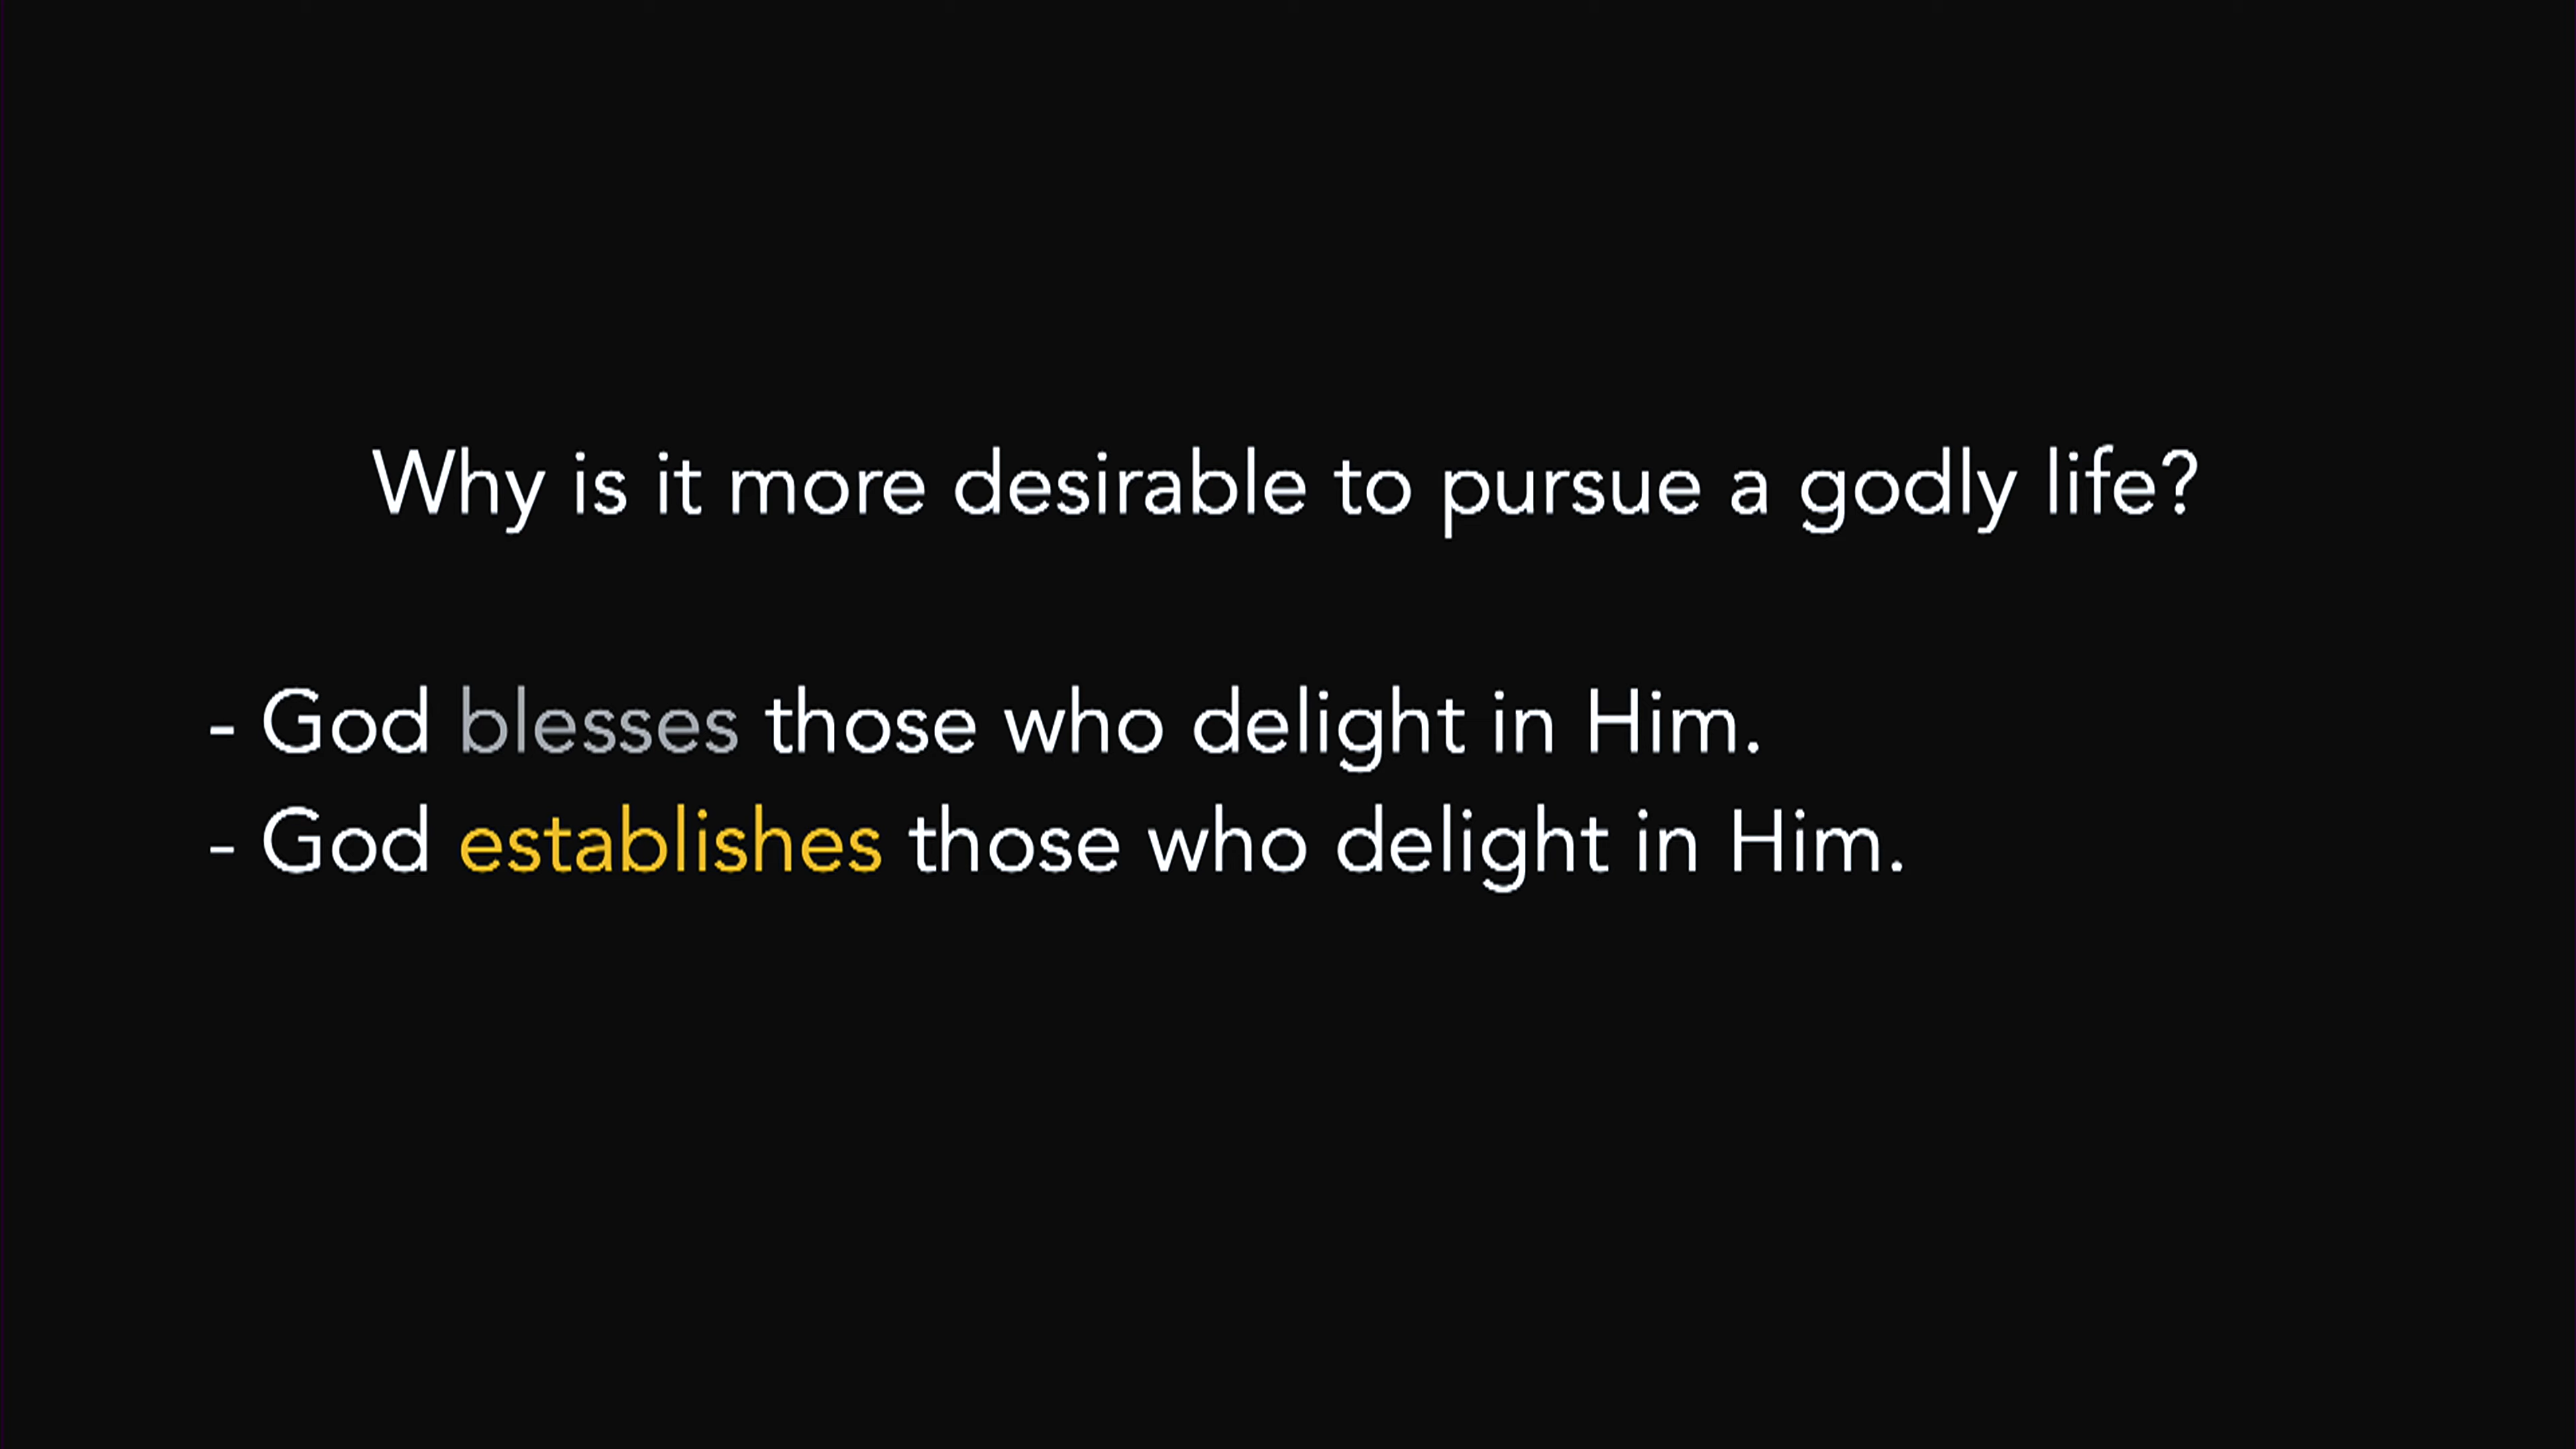 Why is it more desirable to pursue a godly life?
- God blesses those who delight in Him.
- God establishes those who delight in Him.